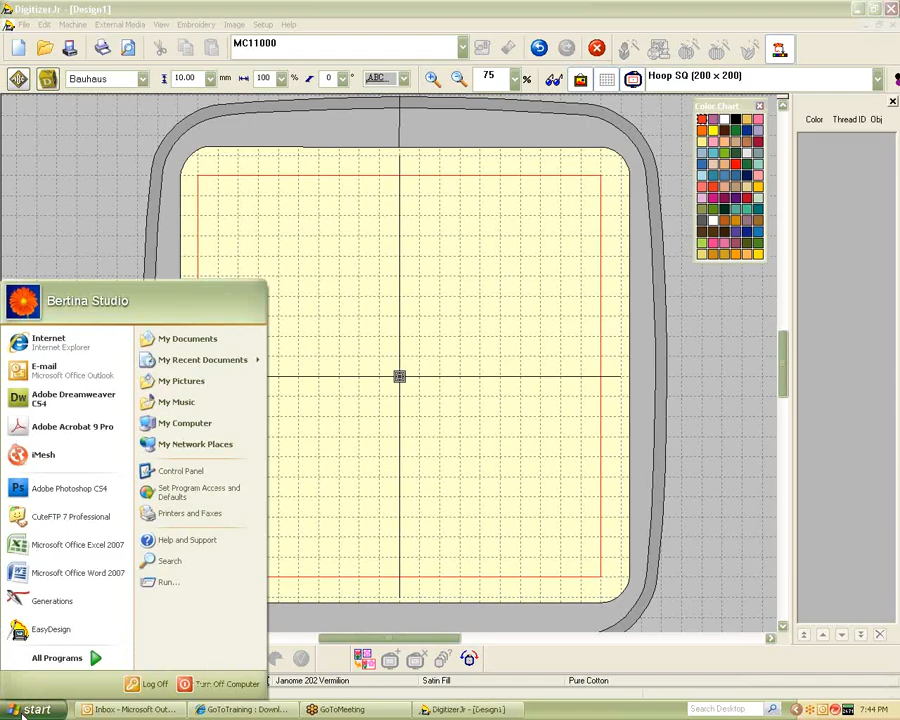 DigitizerJr - [Design1]
File Edit Machine External Media View Embroidery Image Setup Help
MC11000
Bauhaus 10.00 mm 100 % 0 ° ABC 75 % Hoop SQ (200 x 200)
Color Chart
Color Thread ID Obj
Bertina Studio
Internet
Internet Explorer
E-mail
Microsoft Office Outlook
Adobe Dreamweaver
CS4
Adobe Acrobat 9 Pro
iMesh
Adobe Photoshop CS4
CuteFTP 7 Professional
Microsoft Office Excel 2007
Microsoft Office Word 2007
Generations
EasyDesign
All Programs
My Documents
My Recent Documents
My Pictures
My Music
My Computer
My Network Places
Control Panel
Set Program Access and
Defaults
Printers and Faxes
Help and Support
Search
Run...
Log Off Turn Off Computer
Janome 202 Vermilion Satin Fill Pure Cotton
start Inbox - Microsoft Out... GoToTraining : Downl... GoToMeeting DigitizerJr - [Design1] Search Desktop 7:44 PM